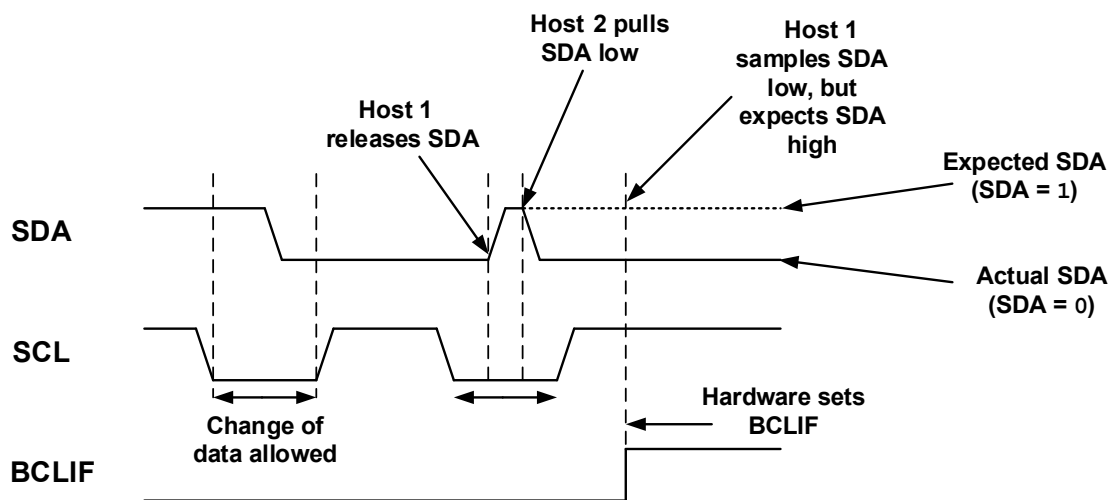 Host 2 pulls
SDA low
Host 1
samples SDA
low, but
expects SDA
high
Host 1
releases SDA
Expected SDA
(SDA = 1)
SDA
Actual SDA
(SDA = 0)
SCL
Change of
data allowed
Hardware sets
BCLIF
BCLIF